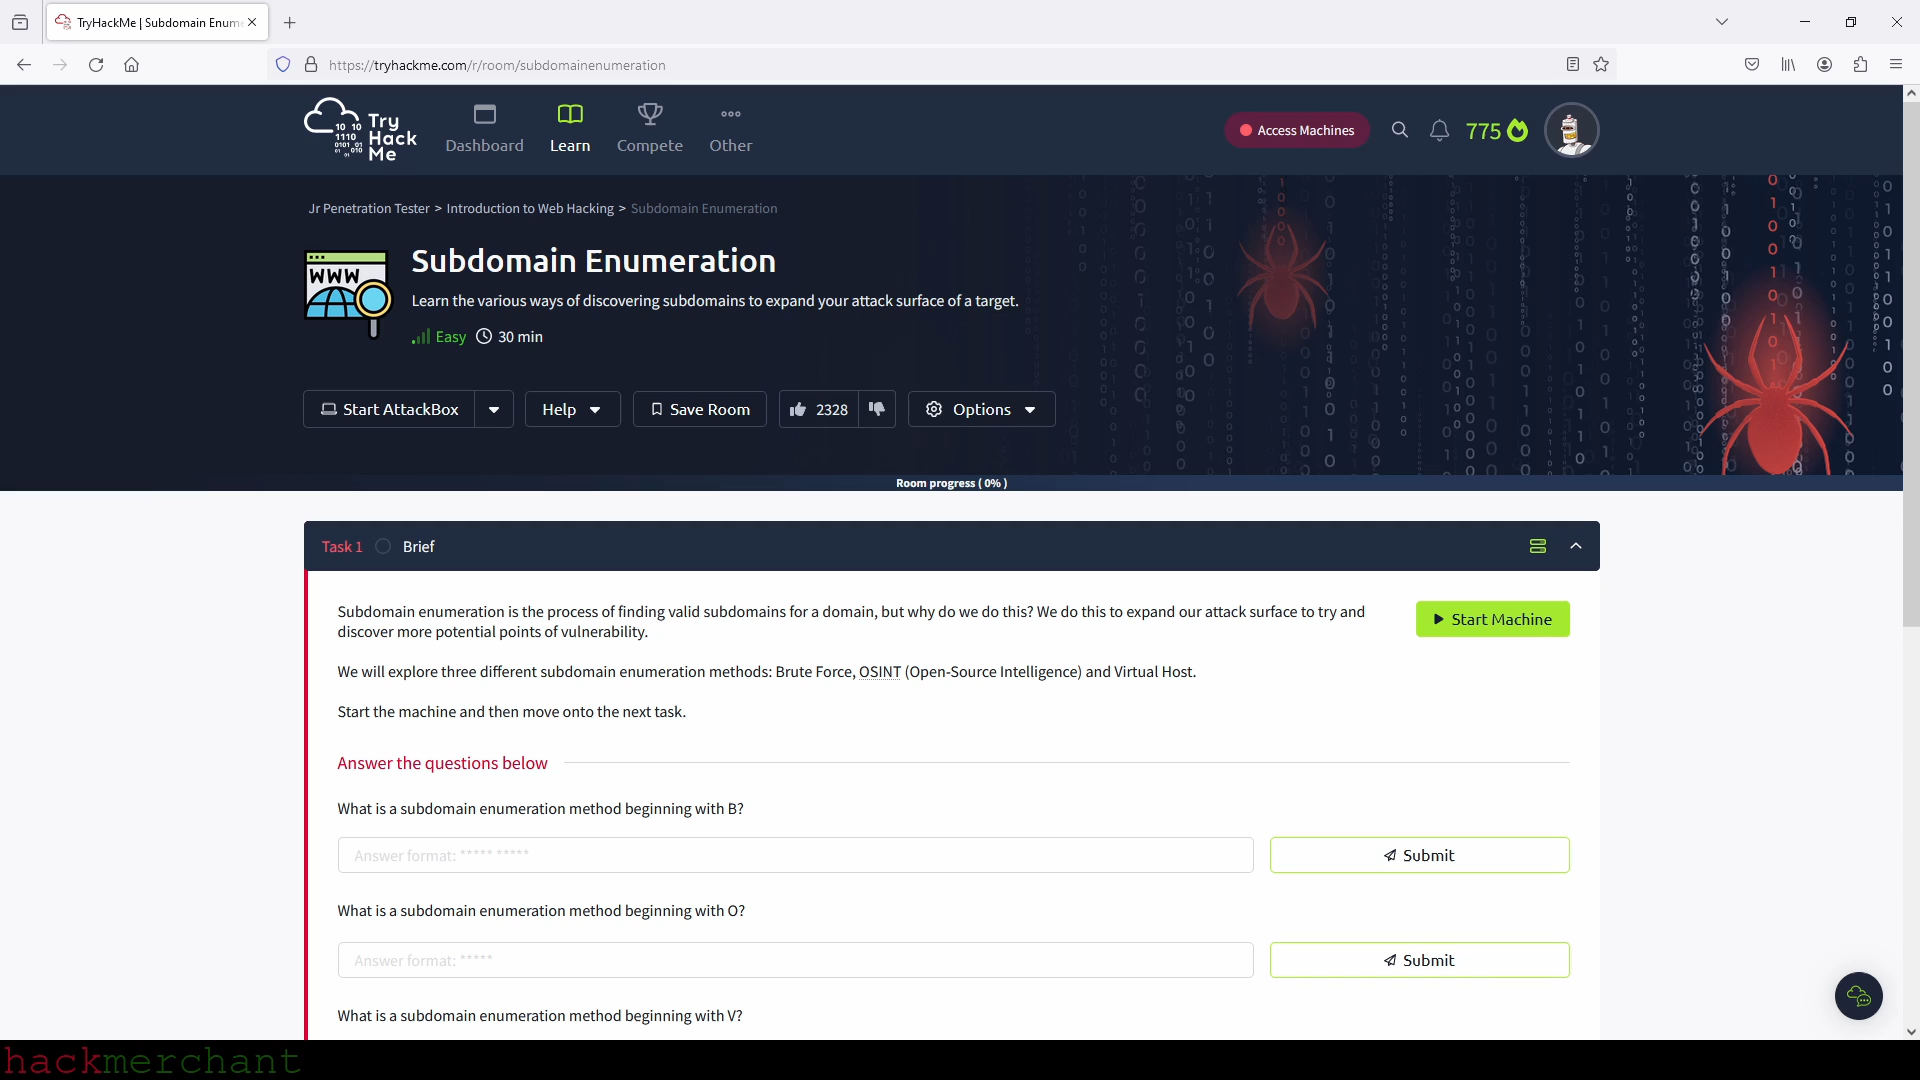 TryHackMe | Subdomain Enum
https://tryhackme.com/r/room/subdomainenumeration
Try
Hack
Me
10 10
1110
0101 01
01 010
Dashboard
Learn
Compete
Other
Access Machines
775
Jr Penetration Tester > Introduction to Web Hacking > Subdomain Enumeration
WWW
Subdomain Enumeration
Learn the various ways of discovering subdomains to expand your attack surface of a target.
Easy
30 min
Start AttackBox
Help
Save Room
2328
Options
Room progress ( 0% )
Task 1
Brief
Subdomain enumeration is the process of finding valid subdomains for a domain, but why do we do this? We do this to expand our attack surface to try and
discover more potential points of vulnerability.
Start Machine
We will explore three different subdomain enumeration methods: Brute Force, OSINT (Open-Source Intelligence) and Virtual Host.
Start the machine and then move onto the next task.
Answer the questions below
What is a subdomain enumeration method beginning with B?
Answer format: ***** *****
Submit
What is a subdomain enumeration method beginning with O?
Answer format: *****
Submit
What is a subdomain enumeration method beginning with V?
hackmerchant